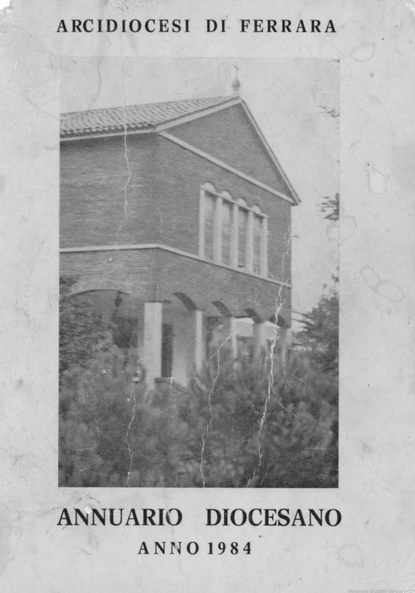 ARCIDIOCESI DI FERRARA
ANNUARIO DIOCESANO
ANNO 1984